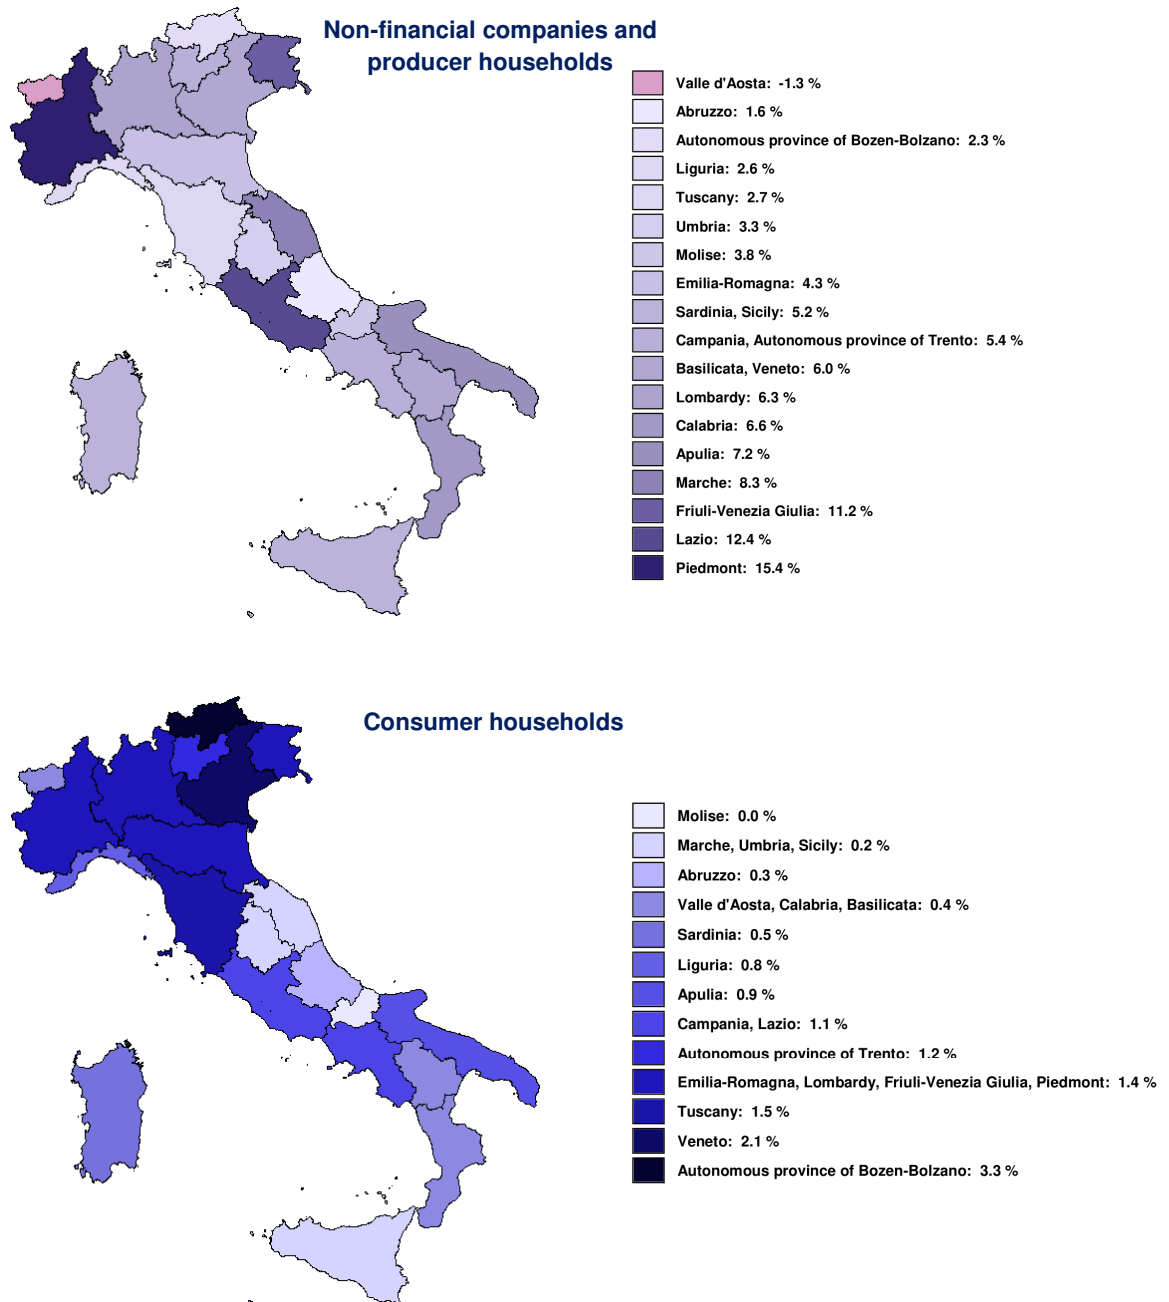 Non-financial companies and
producer households
Valle d'Aosta: -1.3 %
Abruzzo: 1.6 %
Autonomous province of Bozen-Bolzano: 2.3 %
Liguria: 2.6 %
Tuscany: 2.7 %
Umbria: 3.3 %
Molise: 3.8 %
Emilia-Romagna: 4.3 %
Sardinia, Sicily: 5.2 %
Campania, Autonomous province of Trento: 5.4 %
Basilicata, Veneto: 6.0 %
Lombardy: 6.3 %
Calabria: 6.6 %
Apulia: 7.2 %
Marche: 8.3 %
Friuli-Venezia Giulia: 11.2 %
Lazio: 12.4 %
Piedmont: 15.4 %
Consumer households
Molise: 0.0 %
Marche, Umbria, Sicily: 0.2 %
Abruzzo: 0.3 %
Valle d'Aosta, Calabria, Basilicata: 0.4 %
Sardinia: 0.5 %
Liguria: 0.8 %
Apulia: 0.9 %
Campania, Lazio: 1.1 %
Autonomous province of Trento: 1.2 %
Emilia-Romagna, Lombardy, Friuli-Venezia Giulia, Piedmont: 1.4 %
Tuscany: 1.5 %
Veneto: 2.1 %
Autonomous province of Bozen-Bolzano: 3.3 %